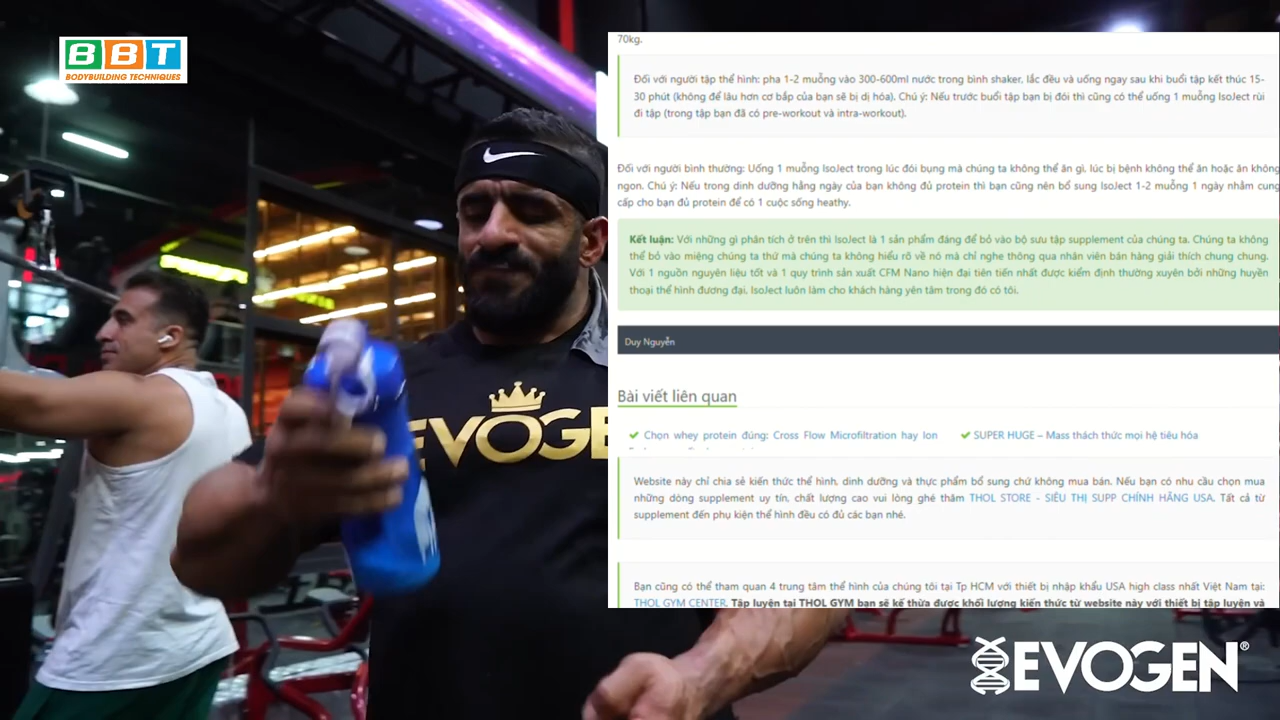 BBT
BODYBUILDING TECHNIQUES
70kg.
Đối với người tập thể hình: pha 1-2 muỗng vào 300-600ml nước trong bình shaker, lắc đều và uống ngay sau khi buổi tập kết thúc 15-
30 phút (không để lâu hơn cơ bắp của bạn sẽ bị dị hóa). Chú ý: Nếu trước buổi tập bạn bị đói thì cũng có thể uống 1 muỗng IsoJect rùi
đi tập (trong tập bạn đã có pre-workout và intra-workout).
Đối với người bình thường: Uống 1 muỗng IsoJect trong lúc đói bụng mà chúng ta không thể ăn gì, lúc bị bệnh không thể ăn hoặc ăn không
ngon. Chú ý: Nếu trong dinh dưỡng hằng ngày của bạn không đủ protein thì bạn cũng nên bổ sung IsoJect 1-2 muỗng 1 ngày nhằm cung
cấp cho bạn đủ protein để có 1 cuộc sống heathy.
Kết luận: Với những gì phân tích ở trên thì IsoJect là 1 sản phẩm đáng để bỏ vào bộ sưu tập supplement của chúng ta. Chúng ta không
thể bỏ vào miệng chúng ta thứ mà chúng ta không hiểu rõ về nó mà chỉ nghe thông qua nhân viên bán hàng giải thích chung chung.
Với 1 nguồn nguyên liệu tốt và 1 quy trình sản xuất CFM Nano hiện đại tiên tiến nhất được kiểm định thường xuyên bởi những huyền
thoại thể hình đương đại. IsoJect luôn làm cho khách hàng yên tâm trong đó có tôi.
Duy Nguyễn
Bài viết liên quan
Chọn whey protein đúng: Cross Flow Microfiltration hay Ion
SUPER HUGE – Mass thách thức mọi hệ tiêu hóa
Website này chỉ chia sẻ kiến thức thể hình, dinh dưỡng và thực phẩm bổ sung chứ không mua bán. Nếu bạn có nhu cầu chọn mua
những dòng supplement uy tín, chất lượng cao vui lòng ghé thăm THOL STORE - SIÊU THỊ SUPP CHÍNH HÃNG USA. Tất cả từ
supplement đến phụ kiện thể hình đều có đủ các bạn nhé.
Bạn cũng có thể tham quan 4 trung tâm thể hình của chúng tôi tại Tp HCM với thiết bị nhập khẩu USA high class nhất Việt Nam tại:
THOL GYM CENTER. Tập luyện tại THOL GYM bạn sẽ kế thừa được khối lượng kiến thức từ website này với thiết bị tập luyện và
EVOGE
EVOGEN®